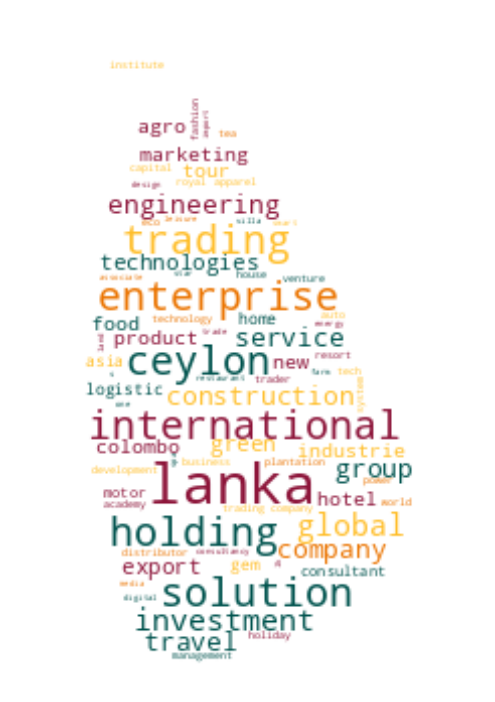 institute
fashion
import
agro
tea
marketing
capital tour
design royal apparel
engineering
eco leisure villa smart
trading
technologies
associate star house venture
enterprise
food technology home auto
energy
land product trade service
asia ceylon new resort
restaurant trader farm tech
logistic construction system
one
international
colombo green industrie
development business plantation group
lanka
motor hotel power world
academy
trading company
holding global
distributor consultancy company
export gem consultant
media
digital solution
investment
travel holiday
management